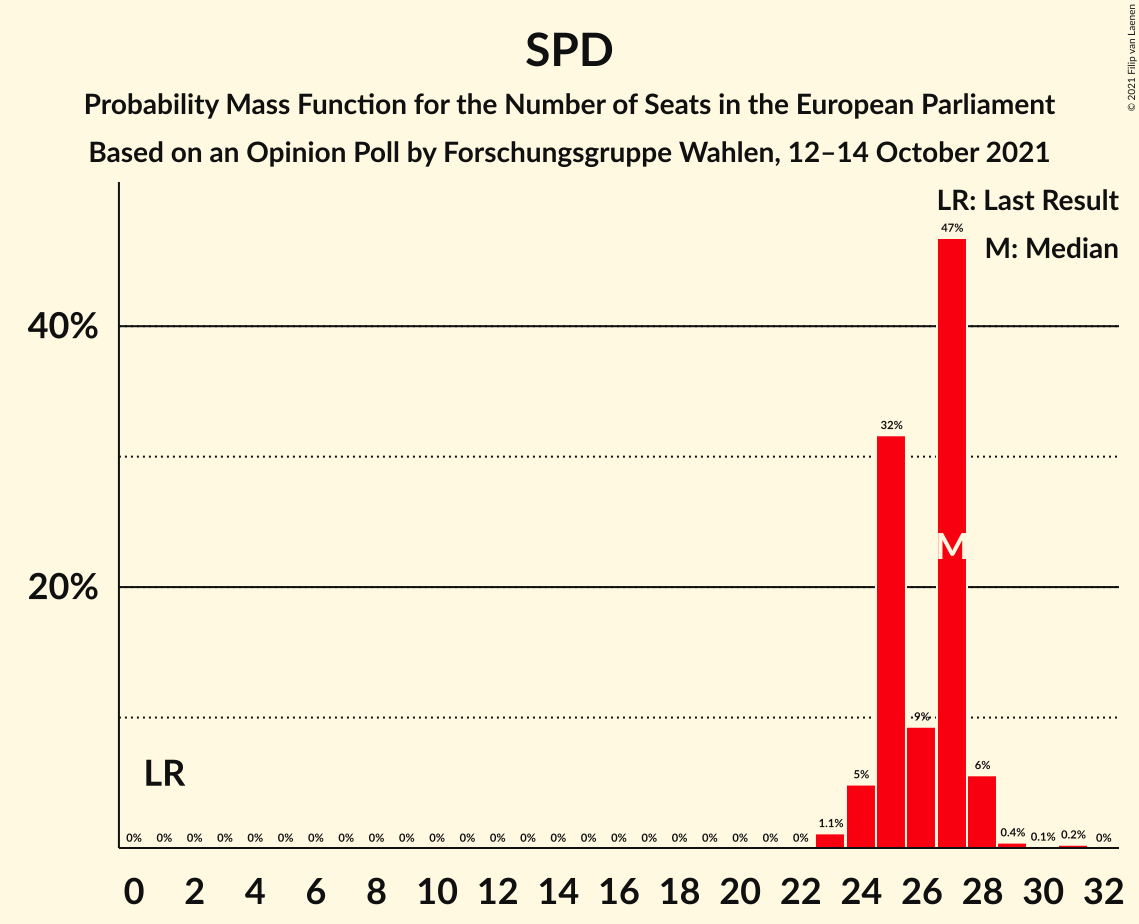 SPD
Probability Mass Function for the Number of Seats in the European Parliament
Based on an Opinion Poll by Forschungsgruppe Wahlen, 12–14 October 2021
© 2021 Filip van Laenen
LR: Last Result
M: Median
47%
40%
32%
M
20%
9%
LR
6%
5%
1.1%
0.4%
0% 0% 0% 0% 0% 0% 0% 0% 0% 0% 0% 0% 0% 0% 0% 0% 0% 0% 0% 0% 0% 0% 0% 0.1% 0.2% 0%
0 2 4 6 8 10 12 14 16 18 20 22 24 26 28 30 32